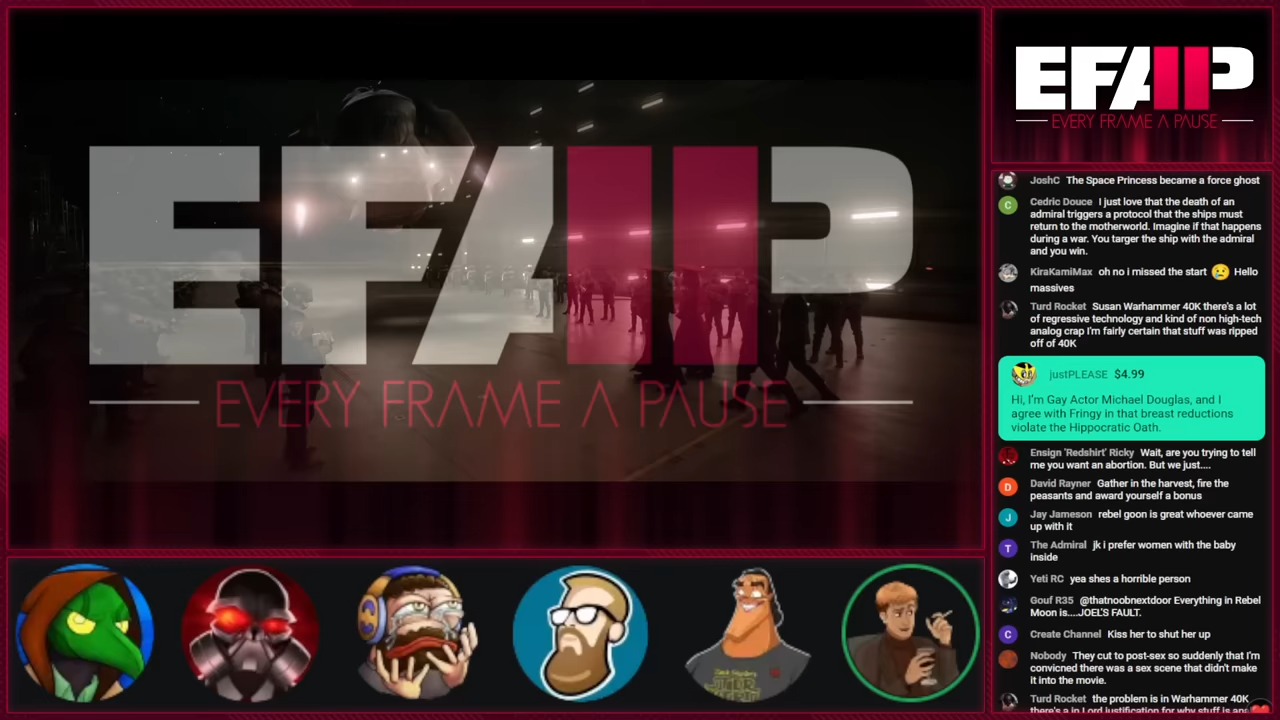 EFAP
EVERY FRAME A PAUSE
EFAP
EVERY FRAME A PAUSE
JoshC The Space Princess became a force ghost
Cedric Douce I just love that the death of an
admiral triggers a protocol that the ships must
return to the motherworld. Imagine if that happens
during a war. You targer the ship with the admiral
and you win.
KiraKamiMax oh no i missed the start 😢 Hello
massives
Turd Rocket Susan Warhammer 40K there's a lot
of regressive technology and kind of non high-tech
analog crap I'm fairly certain that stuff was ripped
off of 40K
justPLEASE $4.99
Hi, I'm Gay Actor Michael Douglas, and I
agree with Fringy in that breast reductions
violate the Hippocratic Oath.
Ensign 'Redshirt' Ricky Wait, are you trying to tell
me you want an abortion. But we just....
David Rayner Gather in the harvest, fire the
peasants and award yourself a bonus
Jay Jameson rebel goon is great whoever came
up with it
The Admiral jk i prefer women with the baby
inside
Yeti RC yea shes a horrible person
Gouf R35 @thatnoobnextdoor Everything in Rebel
Moon is....JOEL'S FAULT.
Create Channel Kiss her to shut her up
Nobody They cut to post-sex so suddenly that I'm
convicned there was a sex scene that didn't make
it into the movie.
Turd Rocket the problem is in Warhammer 40K
there's a in Lord justification for why stuff is